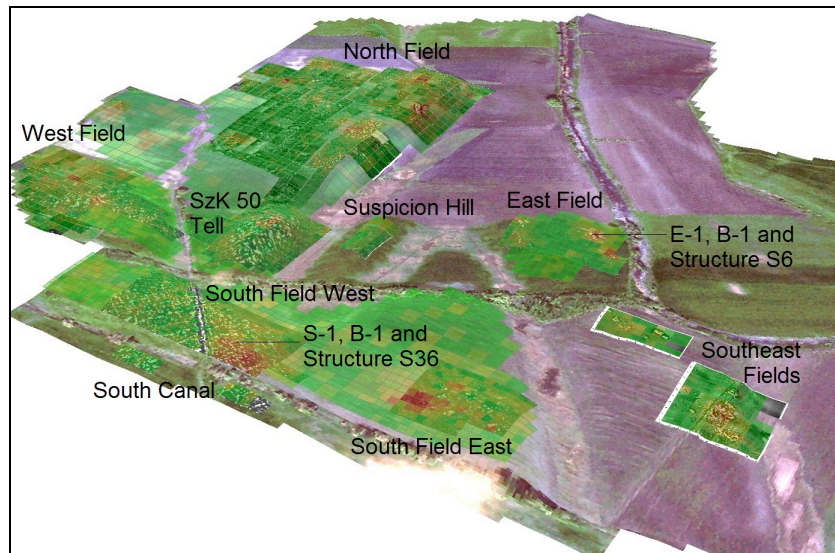 North Field
West Field
SzK 50
Tell
Suspicion Hill
East Field
E-1, B-1 and
Structure S6
South Field West
S-1, B-1 and
Structure S36
Southeast
Fields
South Canal
South Field East